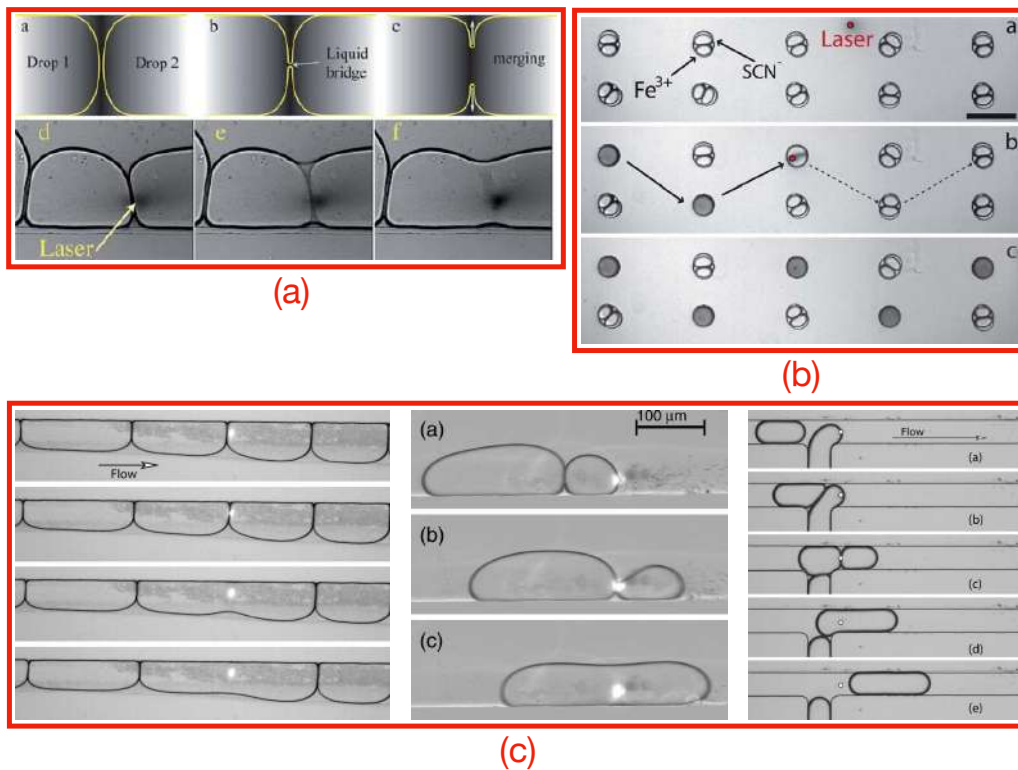 a
b
c
Drop 1
Drop 2
Liquid
bridge
merging
d
e
f
Laser
(a)
a
Laser
Fe³⁺
SCN⁻
b
c
(b)
Flow
(a)
100 μm
(b)
(c)
Flow
(a)
(b)
(c)
(d)
(e)
(c)